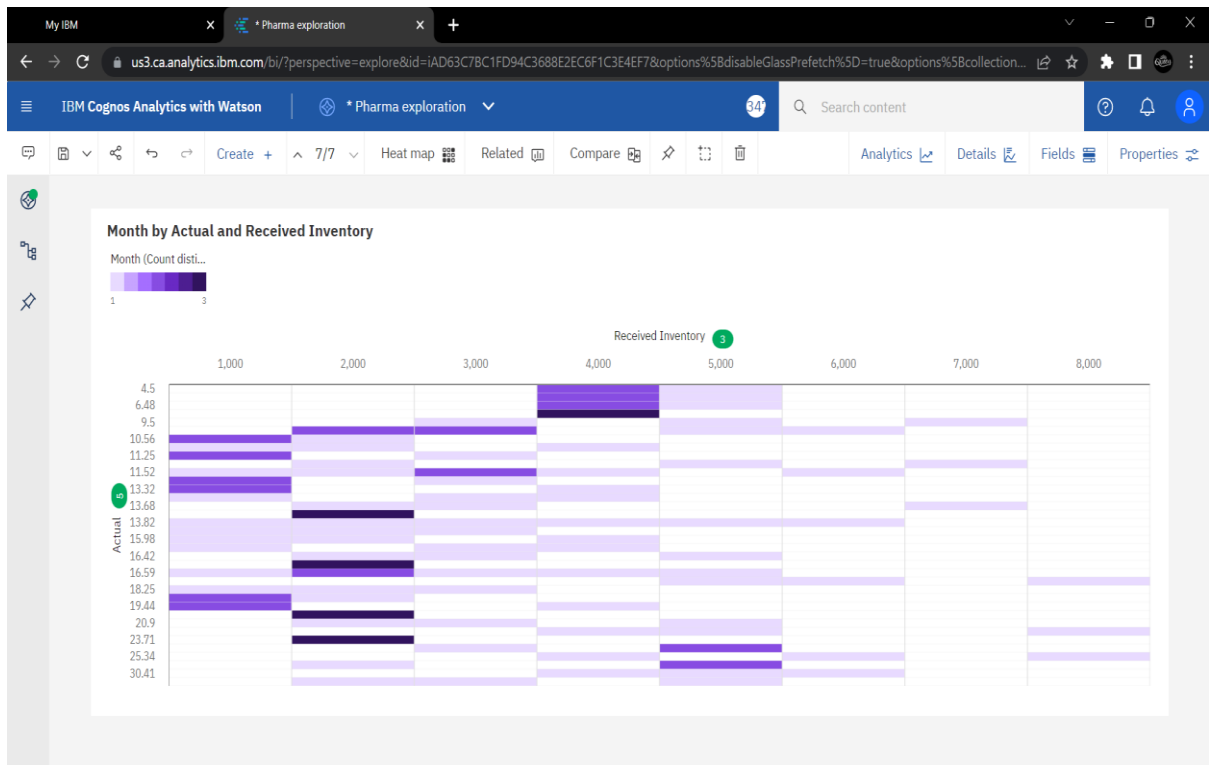 My IBM
* Pharma exploration
us3.ca.analytics.ibm.com/bi/?perspective=explore&id=iAD63C7BC1FD94C3688E2EC6F1C3E4EF7&options%5BdisableGlassPrefetch%5D=true&options%5Bcollection...
IBM Cognos Analytics with Watson
* Pharma exploration
347
Search content
Create +
7/7
Heat map
Related
Compare
Analytics
Details
Fields
Properties
Month by Actual and Received Inventory
Month (Count disti...
1 3
Received Inventory 3
1,000 2,000 3,000 4,000 5,000 6,000 7,000 8,000
Actual 5
4.5
6.48
9.5
10.56
11.25
11.52
13.32
13.68
13.82
15.98
16.42
16.59
18.25
19.44
20.9
23.71
25.34
30.41